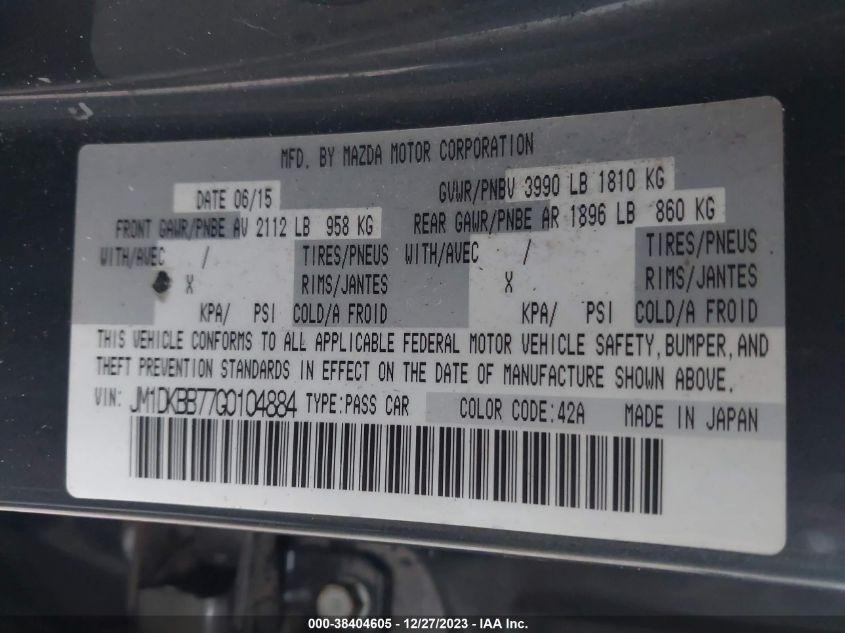 MFD. BY MAZDA MOTOR CORPORATION
DATE 06/15 GVWR/PNBV 3990 LB 1810 KG
FRONT GAWR/PNBE AV 2112 LB 958 KG REAR GAWR/PNBE AR 1896 LB 860 KG
WITH/AVEC / TIRES/PNEUS WITH/AVEC / TIRES/PNEUS
X RIMS/JANTES X RIMS/JANTES
KPA/ PSI COLD/A FROID KPA/ PSI COLD/A FROID
THIS VEHICLE CONFORMS TO ALL APPLICABLE FEDERAL MOTOR VEHICLE SAFETY, BUMPER, AND
THEFT PREVENTION STANDARDS IN EFFECT ON THE DATE OF MANUFACTURE SHOWN ABOVE.
VIN: JM1DKBB77G0104884 TYPE:PASS CAR COLOR CODE:42A MADE IN JAPAN
000-38404605 - 12/27/2023 - IAA Inc.